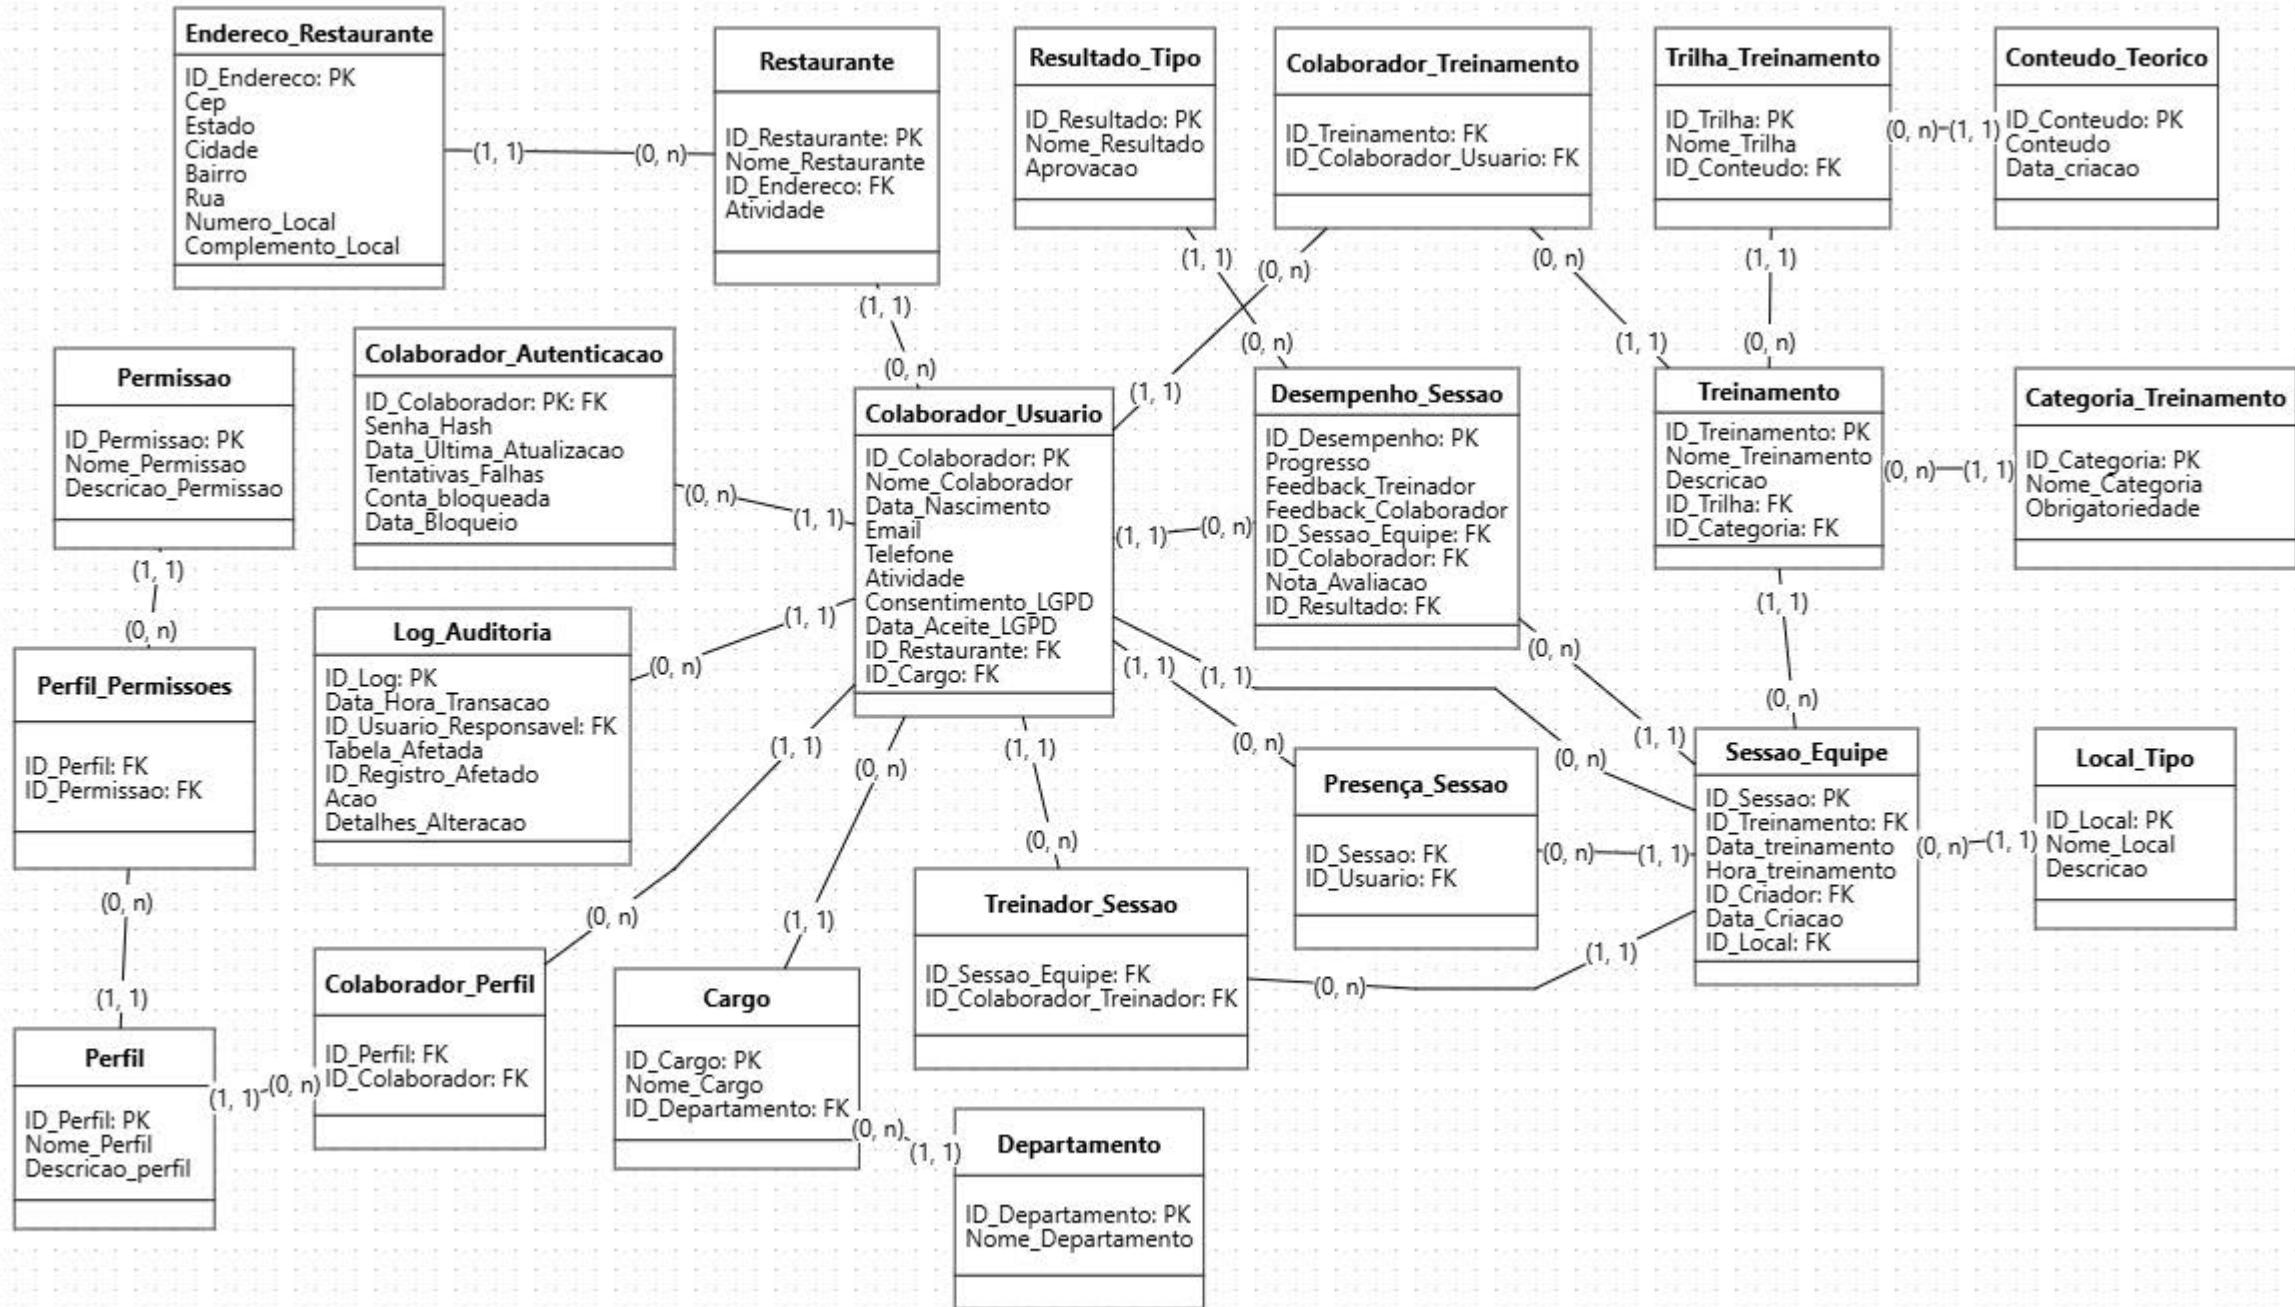 Endereco_Restaurante
ID_Endereco: PK
Cep
Estado
Cidade
Bairro
Rua
Numero_Local
Complemento_Local
(1, 1)
(0, n)
Restaurante
ID_Restaurante: PK
Nome_Restaurante
ID_Endereco: FK
Atividade
Resultado_Tipo
ID_Resultado: PK
Nome_Resultado
Aprovacao
Colaborador_Treinamento
ID_Treinamento: FK
ID_Colaborador_Usuario: FK
Trilha_Treinamento
ID_Trilha: PK
Nome_Trilha
ID_Conteudo: FK
(0, n)
(1, 1)
Conteudo_Teorico
ID_Conteudo: PK
Conteudo
Data_criacao
(1, 1)
(0, n)
(1, 1)
(0, n)
(0, n)
(1, 1)
(0, n)
(1, 1)
(1, 1)
(0, n)
Permissao
ID_Permissao: PK
Nome_Permissao
Descricao_Permissao
Colaborador_Autenticacao
ID_Colaborador: PK: FK
Senha_Hash
Data_Ultima_Atualizacao
Tentativas_Falhas
Conta_bloqueada
Data_Bloqueio
(0, n)
(1, 1)
Colaborador_Usuario
ID_Colaborador: PK
Nome_Colaborador
Data_Nascimento
Email
Telefone
Atividade
Consentimento_LGPD
Data_Aceite_LGPD
ID_Restaurante: FK
ID_Cargo: FK
(1, 1)
(0, n)
Desempenho_Sessao
ID_Desempenho: PK
Progresso
Feedback_Treinador
Feedback_Colaborador
ID_Sessao_Equipe: FK
ID_Colaborador: FK
Nota_Avaliacao
ID_Resultado: FK
Treinamento
ID_Treinamento: PK
Nome_Treinamento
Descricao
ID_Trilha: FK
ID_Categoria: FK
(0, n)
(1, 1)
Categoria_Treinamento
ID_Categoria: PK
Nome_Categoria
Obrigatoriedade
(1, 1)
(0, n)
Log_Auditoria
ID_Log: PK
Data_Hora_Transacao
ID_Usuario_Responsavel: FK
Tabela_Afetada
ID_Registro_Afetado
Acao
Detalhes_Alteracao
(0, n)
(1, 1)
(1, 1)
(0, n)
(1, 1)
(0, n)
(0, n)
(1, 1)
(1, 1)
(0, n)
Perfil_Permissoes
ID_Perfil: FK
ID_Permissao: FK
(0, n)
(1, 1)
(1, 1)
(0, n)
(0, n)
(1, 1)
(1, 1)
(0, n)
Presença_Sessao
ID_Sessao: FK
ID_Usuario: FK
(0, n)
(1, 1)
Sessao_Equipe
ID_Sessao: PK
ID_Treinamento: FK
Data_treinamento
Hora_treinamento
ID_Criador: FK
Data_Criacao
ID_Local: FK
(0, n)
(1, 1)
Local_Tipo
ID_Local: PK
Nome_Local
Descricao
Treinador_Sessao
ID_Sessao_Equipe: FK
ID_Colaborador_Treinador: FK
(0, n)
(1, 1)
Perfil
ID_Perfil: PK
Nome_Perfil
Descricao_perfil
(1, 1)
(0, n)
Colaborador_Perfil
ID_Perfil: FK
ID_Colaborador: FK
Cargo
ID_Cargo: PK
Nome_Cargo
ID_Departamento: FK
(0, n)
(1, 1)
Departamento
ID_Departamento: PK
Nome_Departamento